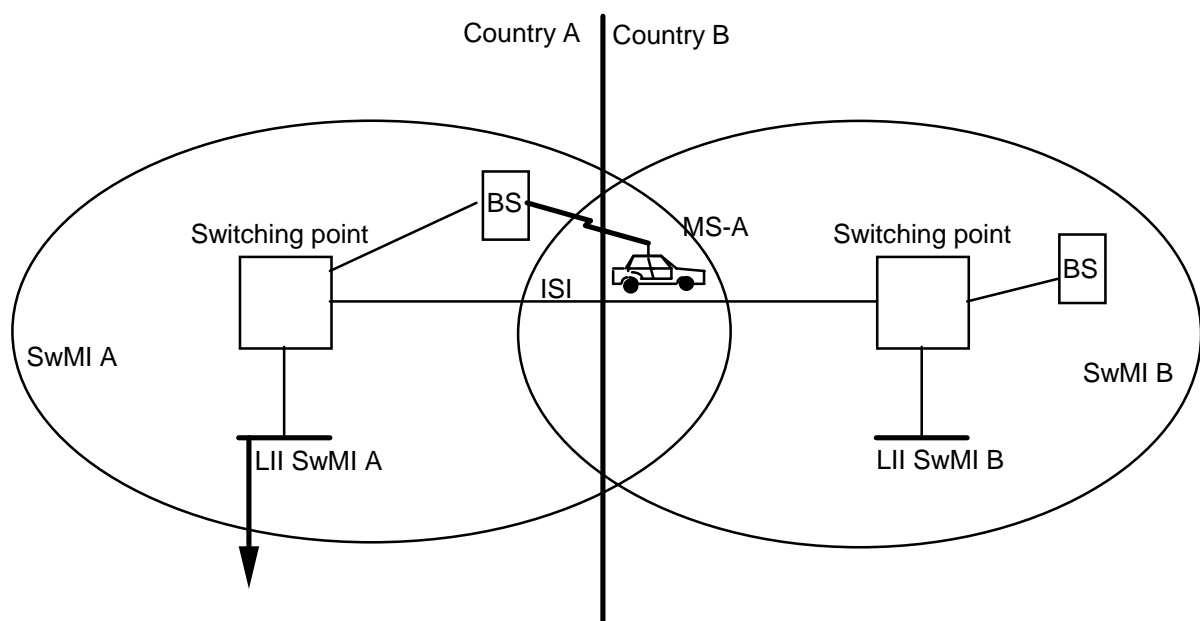 Country A
Country B
BS
MS-A
Switching point
Switching point
BS
ISI
SwMI A
SwMI B
LII SwMI A
LII SwMI B